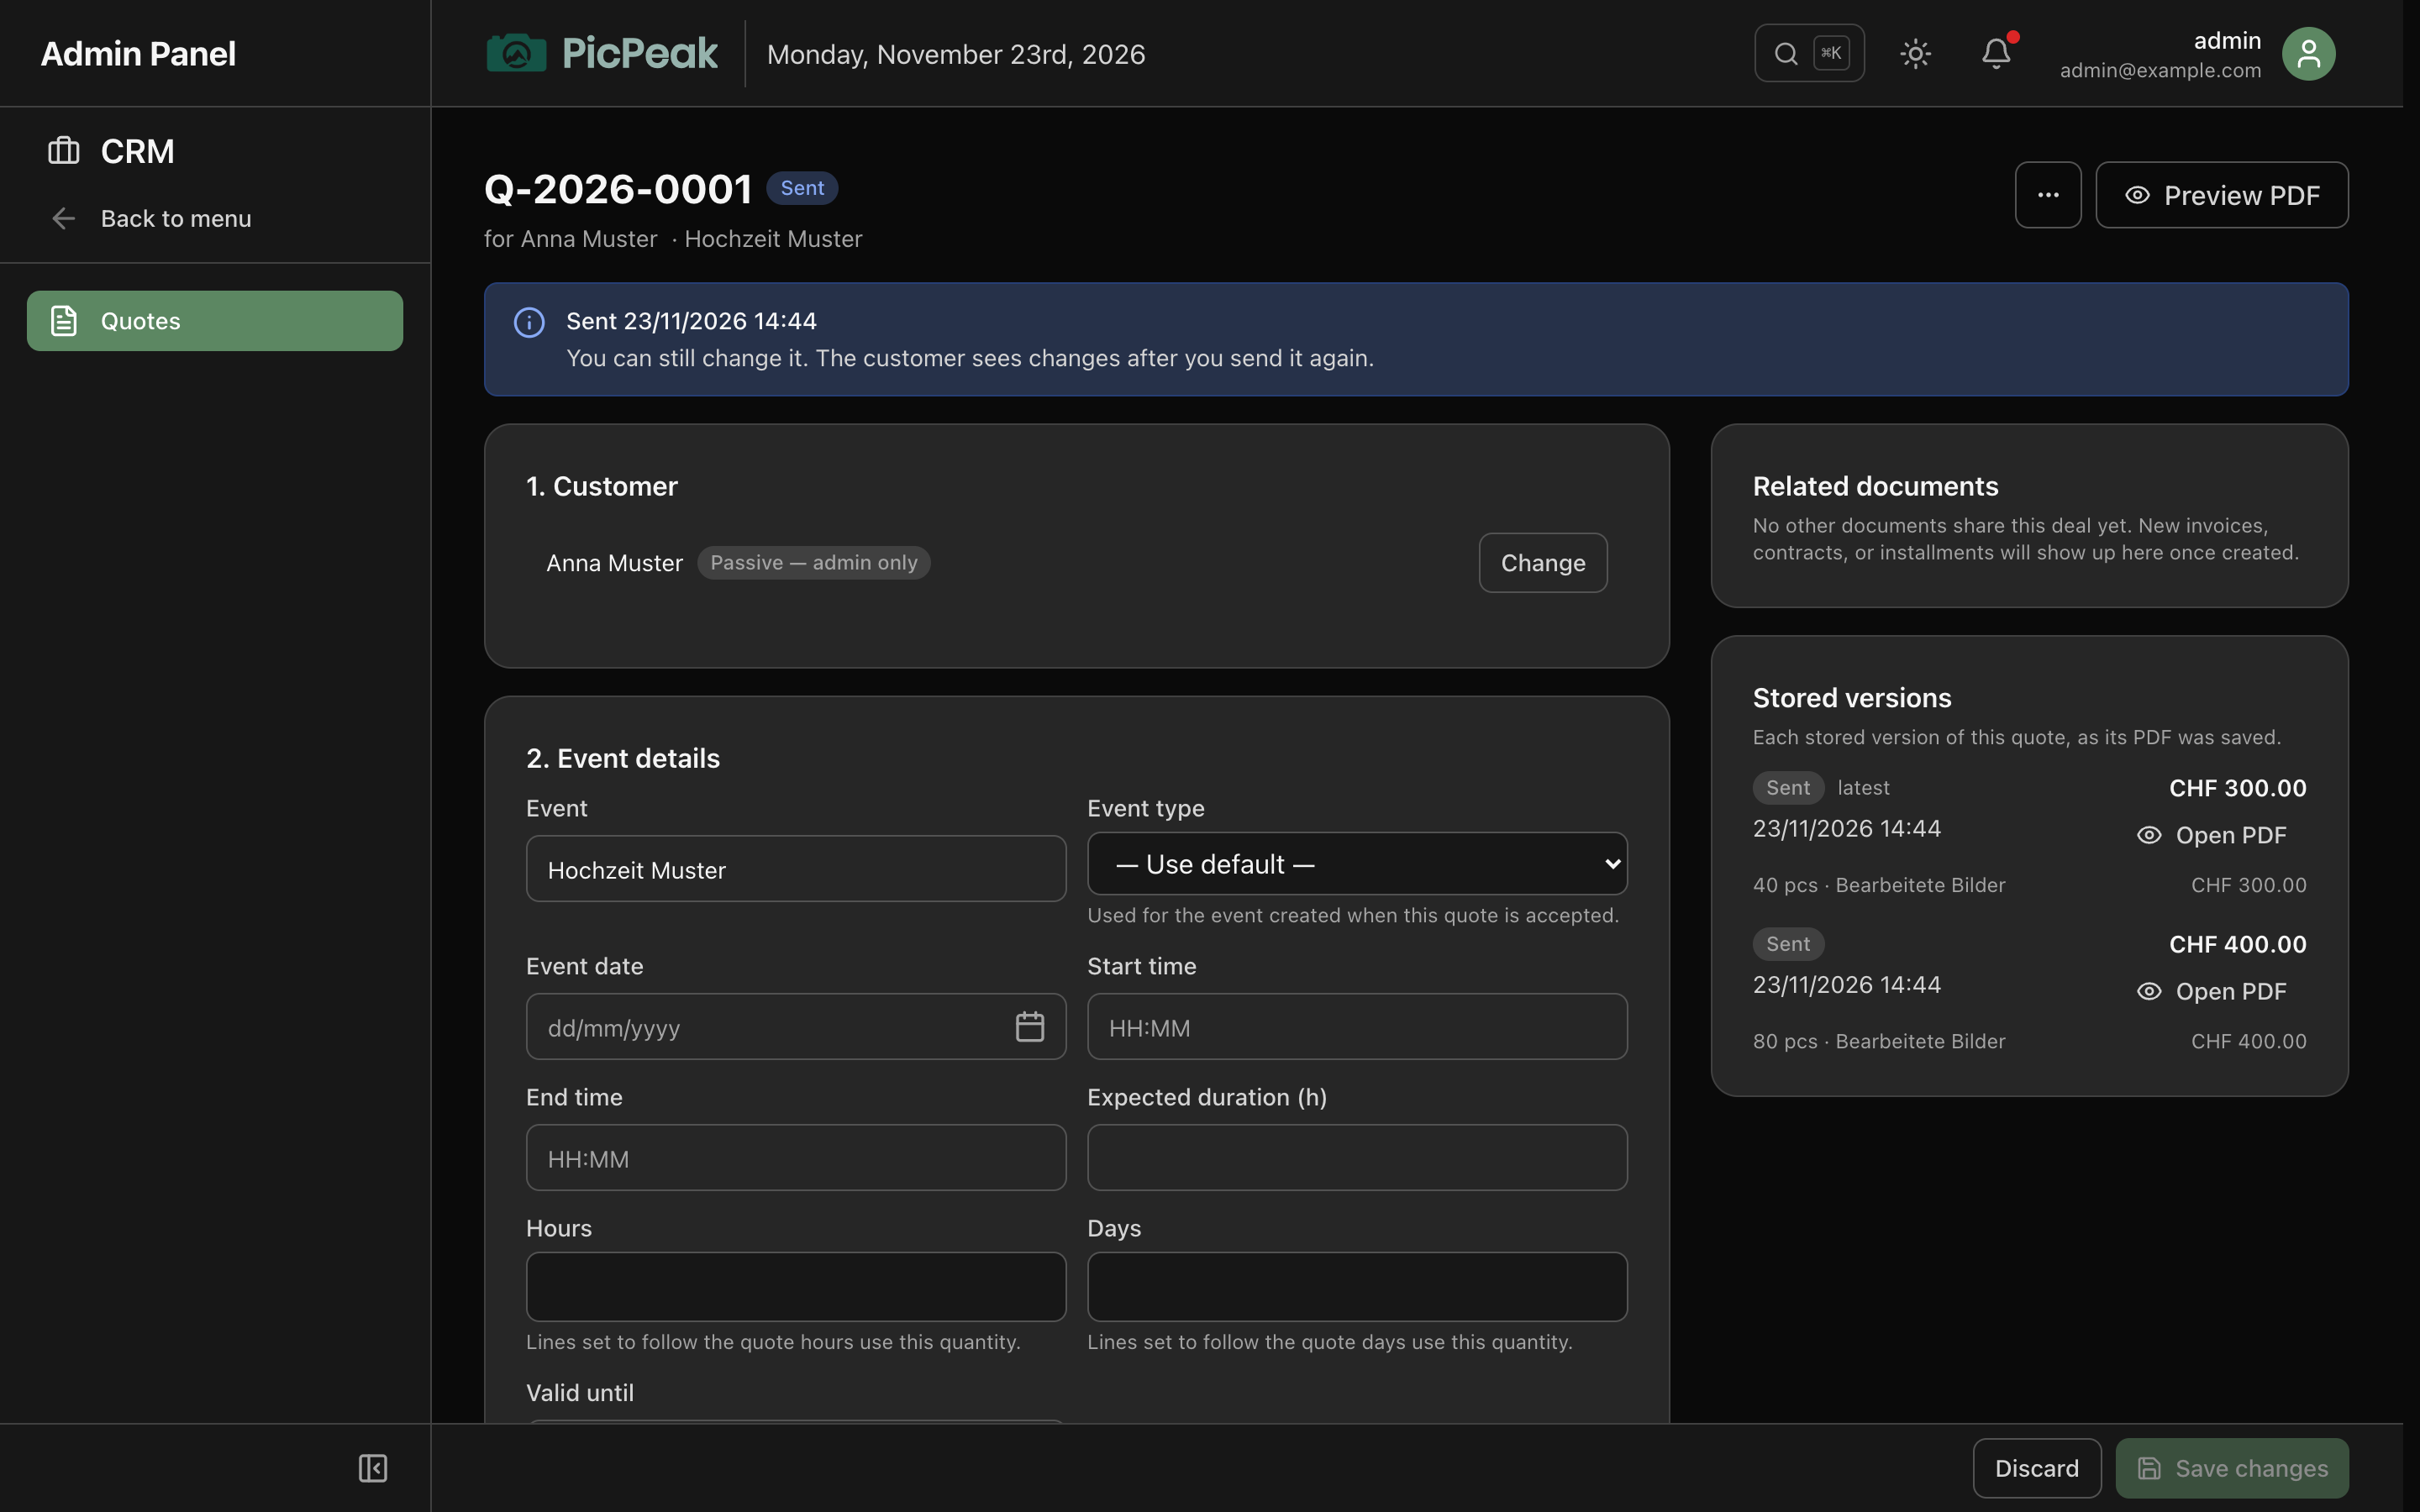 Admin Panel
PicPeak
Monday, November 23rd, 2026
⌘K
admin
admin@example.com
CRM
Back to menu
Quotes
Q-2026-0001
Sent
for Anna Muster · Hochzeit Muster
...
Preview PDF
Sent 23/11/2026 14:44
You can still change it. The customer sees changes after you send it again.
1. Customer
Anna Muster
Passive — admin only
Change
2. Event details
Event
Hochzeit Muster
Event type
— Use default —
Used for the event created when this quote is accepted.
Event date
dd/mm/yyyy
Start time
HH:MM
End time
HH:MM
Expected duration (h)
Hours
Lines set to follow the quote hours use this quantity.
Days
Lines set to follow the quote days use this quantity.
Valid until
Related documents
No other documents share this deal yet. New invoices,
contracts, or installments will show up here once created.
Stored versions
Each stored version of this quote, as its PDF was saved.
Sent latest CHF 300.00
23/11/2026 14:44 Open PDF
40 pcs · Bearbeitete Bilder CHF 300.00
Sent CHF 400.00
23/11/2026 14:44 Open PDF
80 pcs · Bearbeitete Bilder CHF 400.00
Discard
Save changes